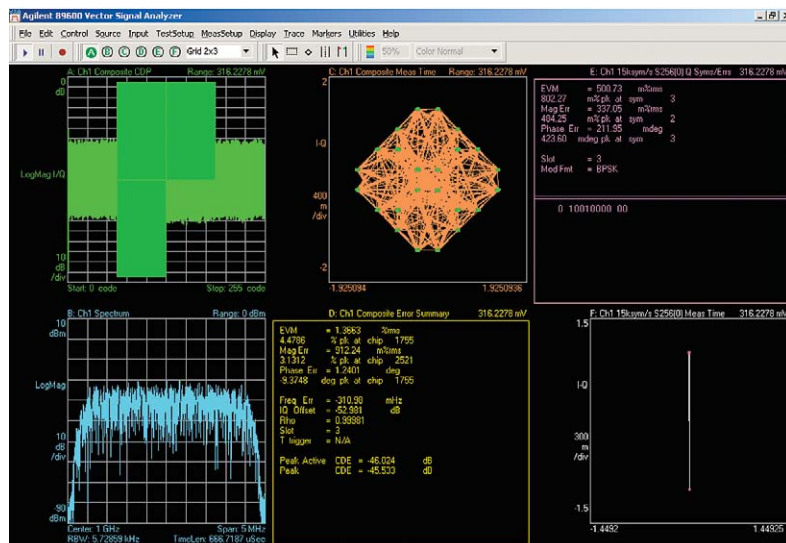 Agilent 89600 Vector Signal Analyzer
File Edit Control Source Input TestSetup MeasSetup Display Trace Markers Utilities Help
A B C D E F Grid 2x3 50% Color Normal
A: Ch1 Composite CDP Range: 316.2278 mV
0
dB
LogMag I/Q
10
dB
/div
Start: 0 code Stop: 255 code
C: Ch1 Composite Meas Time Range: 316.2278 mV
2
I-Q
400
m
/div
-2
-1.925094 1.9250936
E: Ch1 15ksym/s S256[0] Q Syms/Errs 316.2278 mV
EVM = 500.73 m%rms
802.27 m% pk at sym 3
Mag Err = 337.05 m%rms
404.25 m% pk at sym 2
Phase Err = 211.95 mdeg
423.60 mdeg pk at sym 3
Slot = 3
Mod Fmt = BPSK
0 10010000 00
B: Ch1 Spectrum Range: 0 dBm
10
dBm
LogMag
10
dB
/div
-90
dBm
Center: 1 GHz Span: 5 MHz
RBW: 5.72859 kHz TimeLen: 666.7187 uSec
D: Ch1 Composite Error Summary 316.2278 mV
EVM = 1.3663 %rms
4.4786 % pk at chip 1755
Mag Err = 912.24 m%rms
3.1312 % pk at chip 2521
Phase Err = 1.2401 deg
-9.3748 deg pk at chip 1755
Freq Err = -310.90 mHz
IQ Offset = -52.981 dB
Rho = 0.99981
Slot = 3
T trigger = N/A
Peak Active CDE = -46.024 dB
Peak CDE = -45.533 dB
F: Ch1 15ksym/s S256[0] Meas Time 316.2278 mV
1.5
I-Q
300
m
/div
-1.5
-1.4492 1.44925